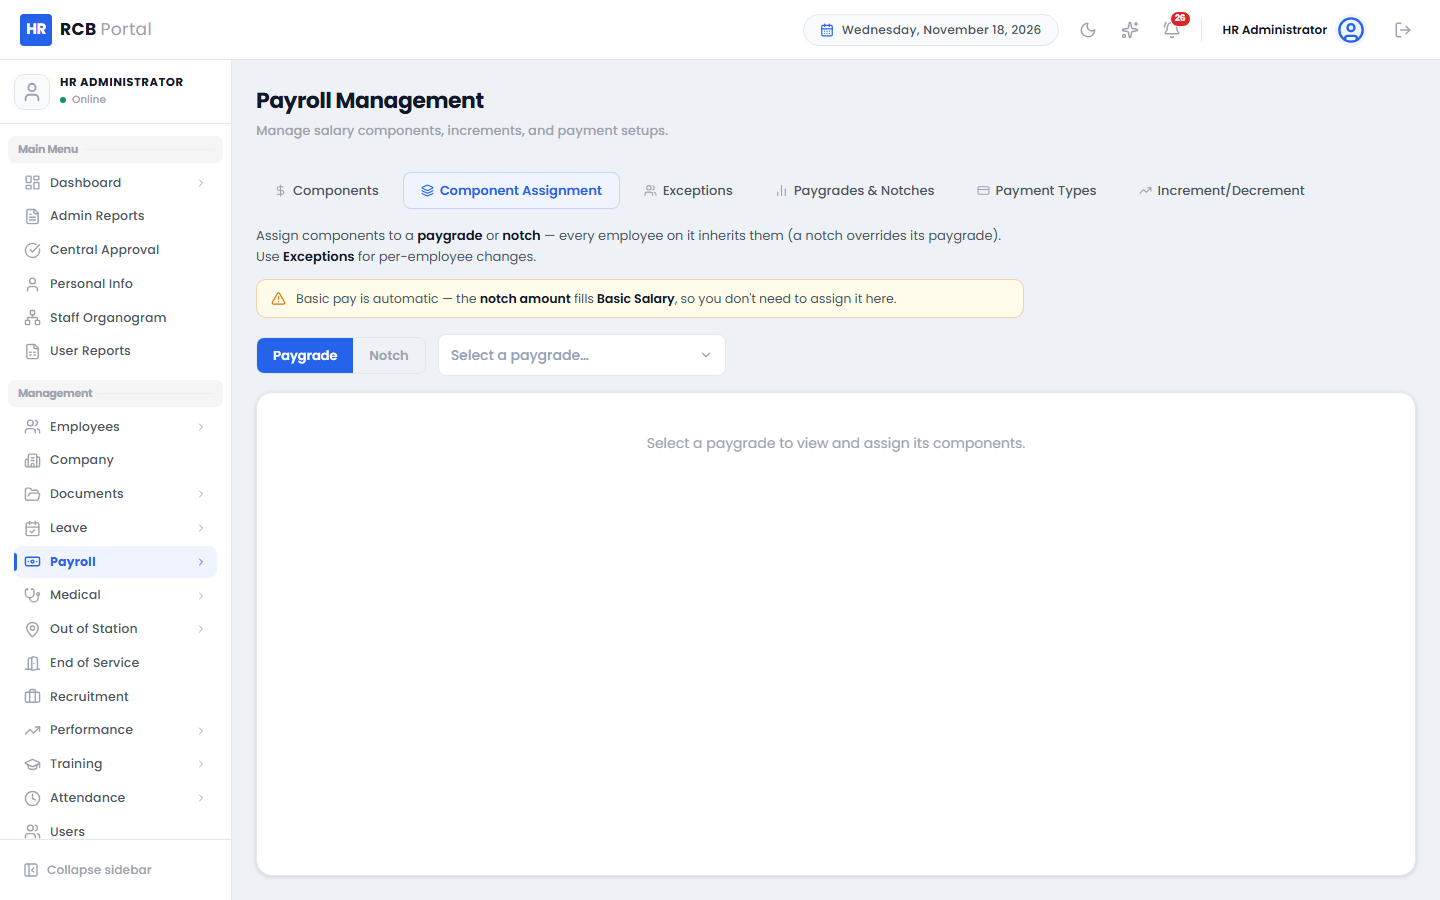 HR RCB Portal
Wednesday, November 18, 2026
26
HR Administrator
HR ADMINISTRATOR
Online
Main Menu
Dashboard
Admin Reports
Central Approval
Personal Info
Staff Organogram
User Reports
Management
Employees
Company
Documents
Leave
Payroll
Medical
Out of Station
End of Service
Recruitment
Performance
Training
Attendance
Users
Collapse sidebar
Payroll Management
Manage salary components, increments, and payment setups.
Components
Component Assignment
Exceptions
Paygrades & Notches
Payment Types
Increment/Decrement
Assign components to a paygrade or notch — every employee on it inherits them (a notch overrides its paygrade).
Use Exceptions for per-employee changes.
Basic pay is automatic — the notch amount fills Basic Salary, so you don't need to assign it here.
Paygrade
Notch
Select a paygrade...
Select a paygrade to view and assign its components.